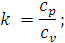 k = c_p / c_v ;